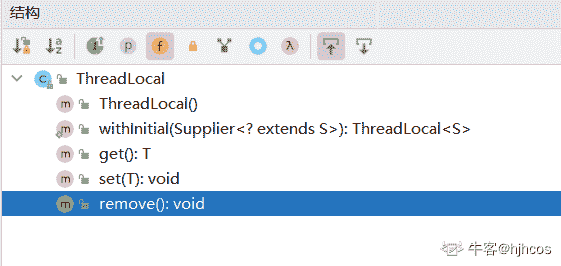 结构
ThreadLocal
ThreadLocal()
withInitial(Supplier<? extends S>): ThreadLocal<S>
get(): T
set(T): void
remove(): void
牛客@hjhcos